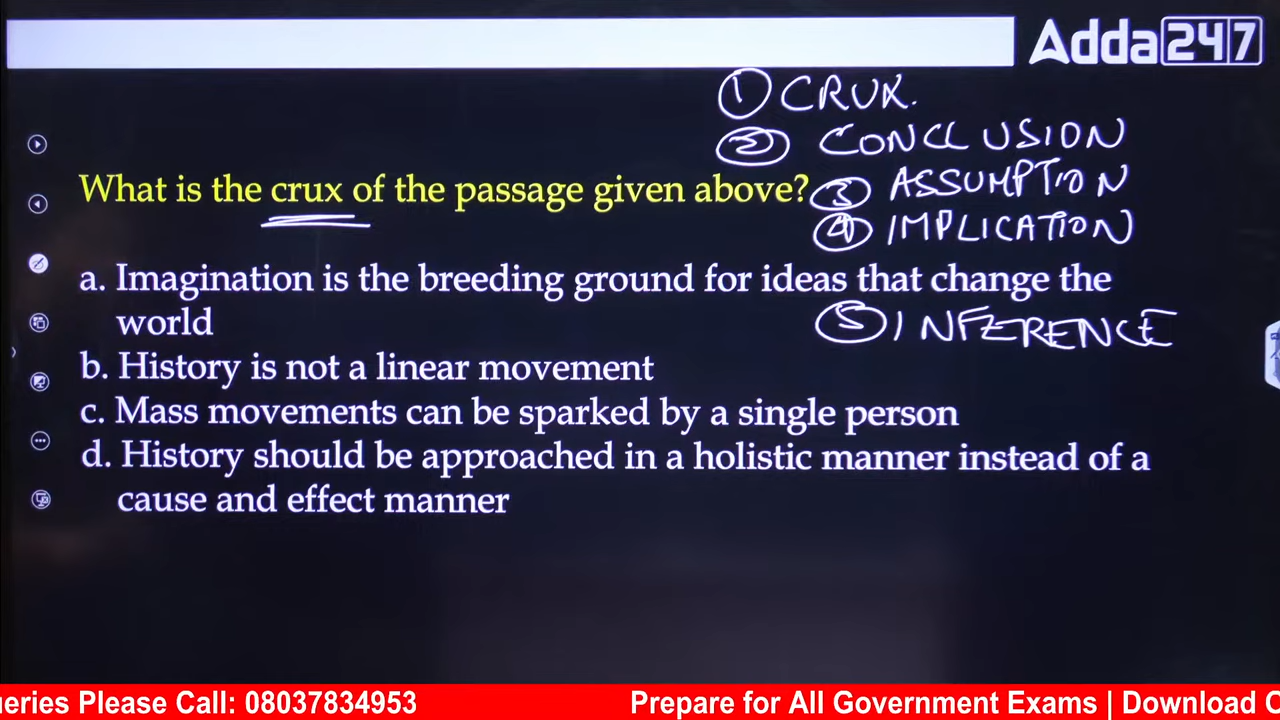 Adda247
① CRUX.
② CONCLUSION
What is the crux of the passage given above? ③ ASSUMPTION
④ IMPLICATION
a. Imagination is the breeding ground for ideas that change the
world ⑤ INFERENCE
b. History is not a linear movement
c. Mass movements can be sparked by a single person
d. History should be approached in a holistic manner instead of a
cause and effect manner
ueries Please Call: 08037834953 Prepare for All Government Exams | Download